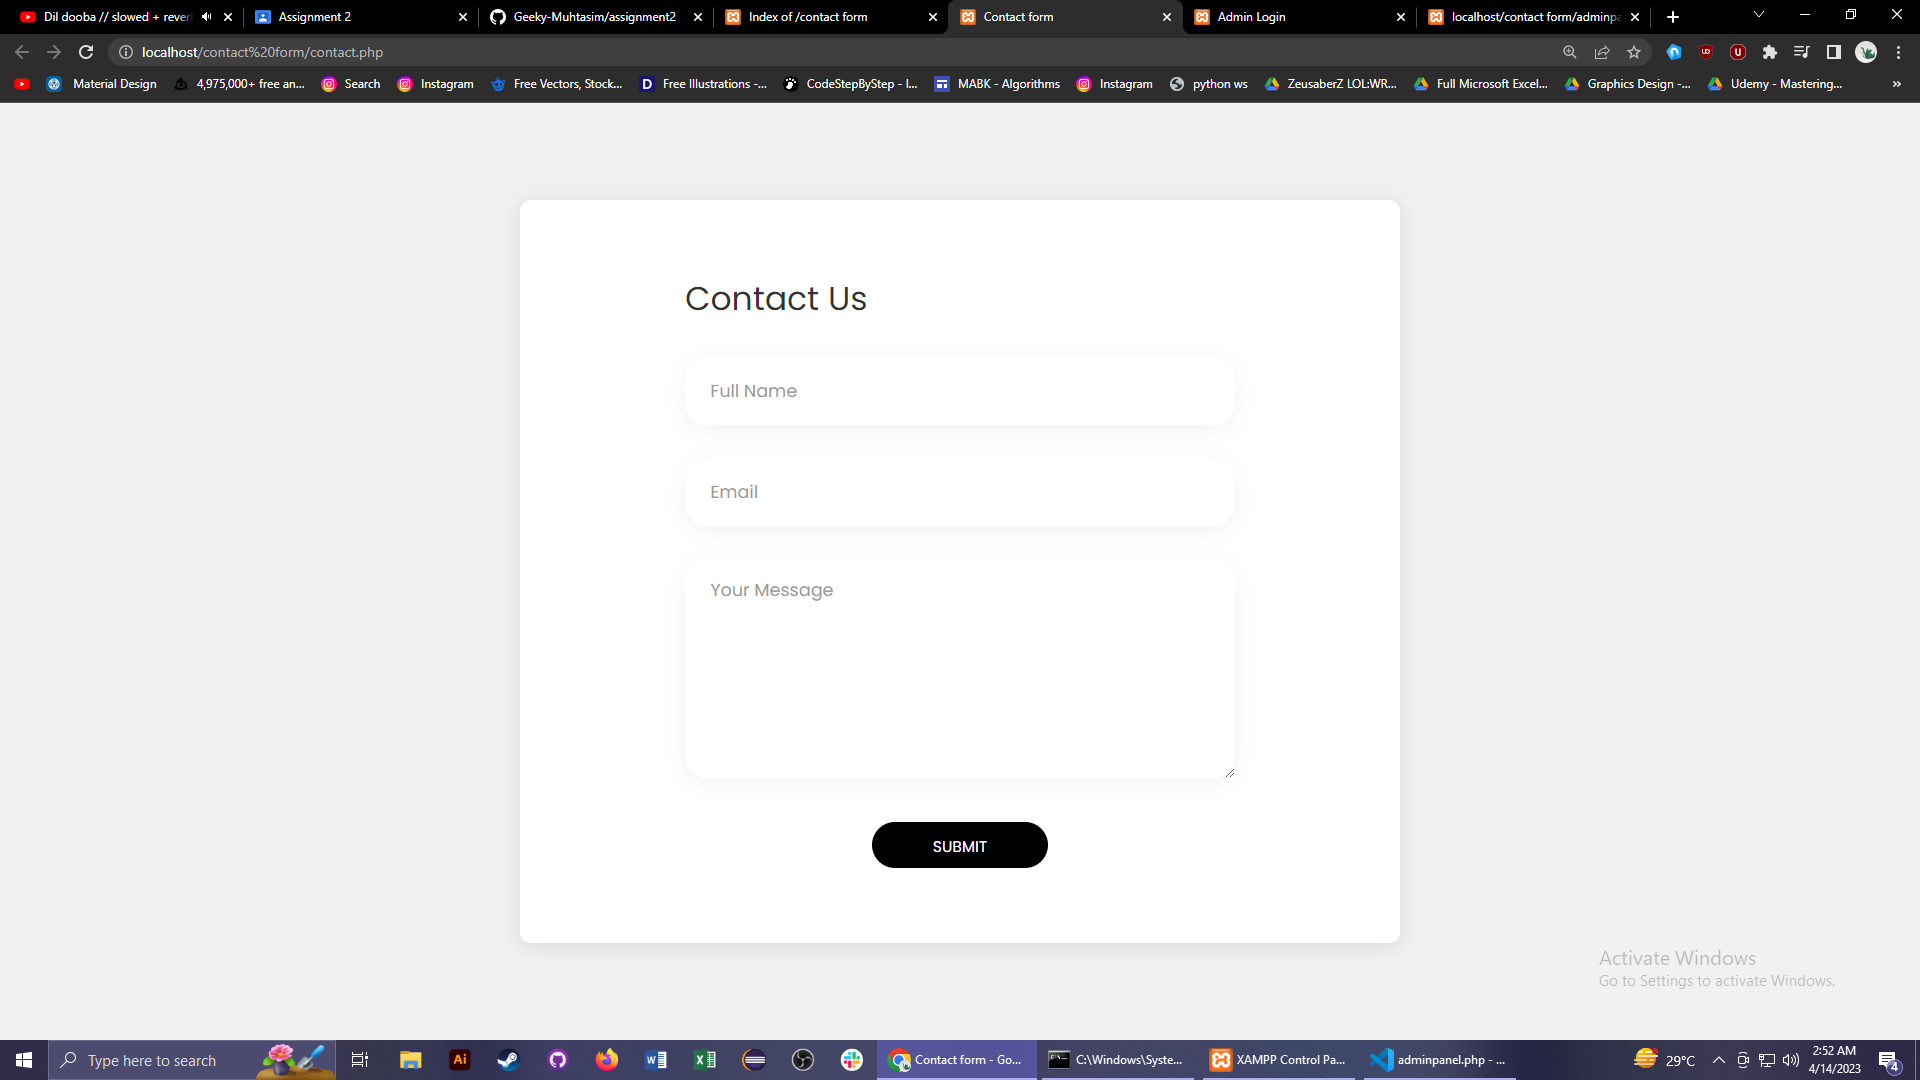 Dil dooba // slowed + rever
Assignment 2
Geeky-Muhtasim/assignment2
Index of /contact form
Contact form
Admin Login
localhost/contact form/adminpa
localhost/contact%20form/contact.php
Material Design
4,975,000+ free an...
Search
Instagram
Free Vectors, Stock...
Free Illustrations -...
CodeStepByStep - I...
MABK - Algorithms
Instagram
python ws
ZeusaberZ LOL:WR...
Full Microsoft Excel...
Graphics Design -...
Udemy - Mastering...
»
Contact Us
Full Name
Email
Your Message
SUBMIT
Activate Windows
Go to Settings to activate Windows.
Type here to search
Ai
Contact form - Go...
C:\Windows\Syste...
XAMPP Control Pa...
adminpanel.php - ...
29°C
2:52 AM
4/14/2023
4